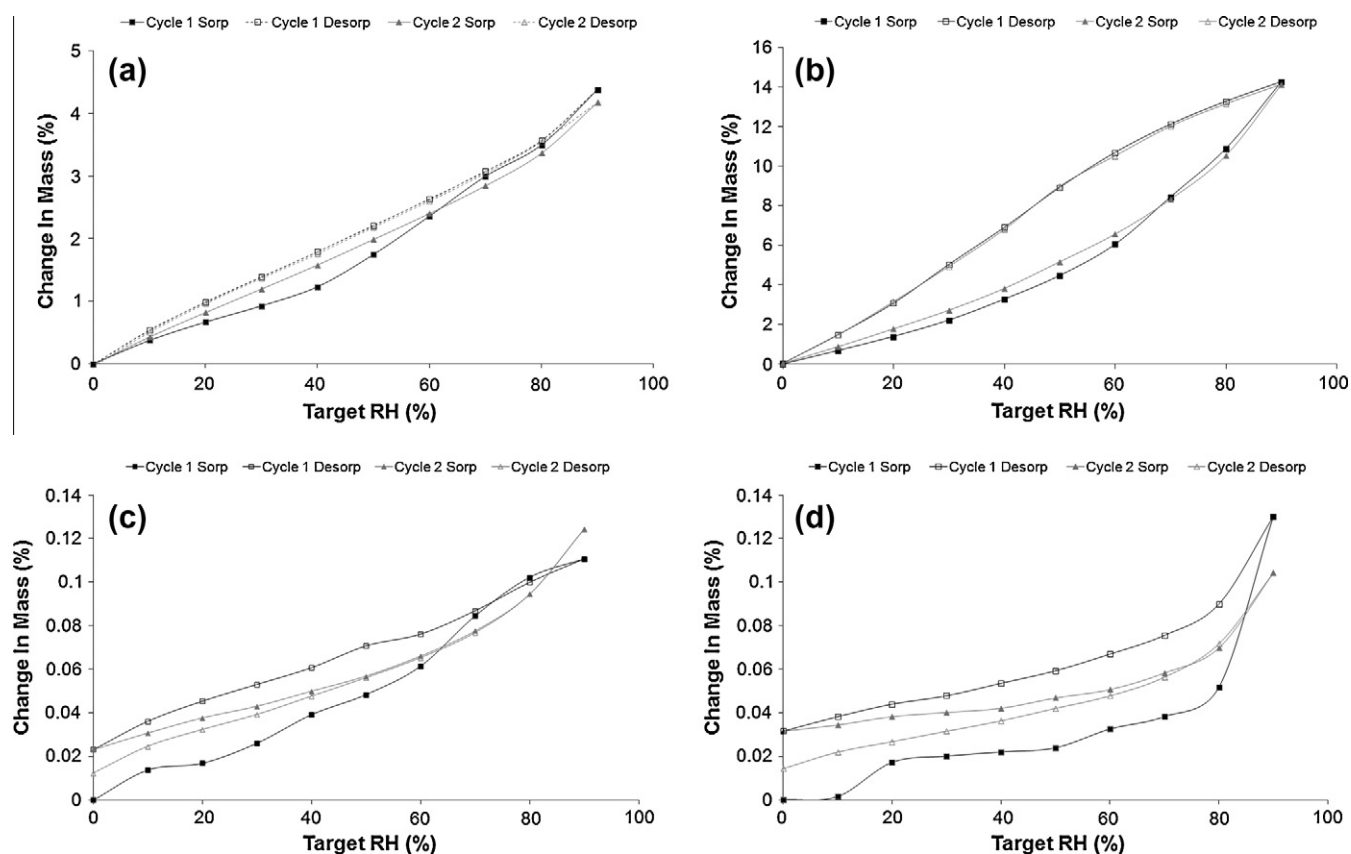 Cycle 1 Sorp Cycle 1 Desorp Cycle 2 Sorp Cycle 2 Desorp
(a)
Change In Mass (%)
5
4
3
2
1
0
0 20 40 60 80 100
Target RH (%)
Cycle 1 Sorp Cycle 1 Desorp Cycle 2 Sorp Cycle 2 Desorp
(b)
Change In Mass (%)
16
14
12
10
8
6
4
2
0
0 20 40 60 80 100
Target RH (%)
Cycle 1 Sorp Cycle 1 Desorp Cycle 2 Sorp Cycle 2 Desorp
(c)
Change In Mass (%)
0.14
0.12
0.1
0.08
0.06
0.04
0.02
0
0 20 40 60 80 100
Target RH (%)
Cycle 1 Sorp Cycle 1 Desorp Cycle 2 Sorp Cycle 2 Desorp
(d)
Change In Mass (%)
0.14
0.12
0.1
0.08
0.06
0.04
0.02
0
0 20 40 60 80 100
Target RH (%)